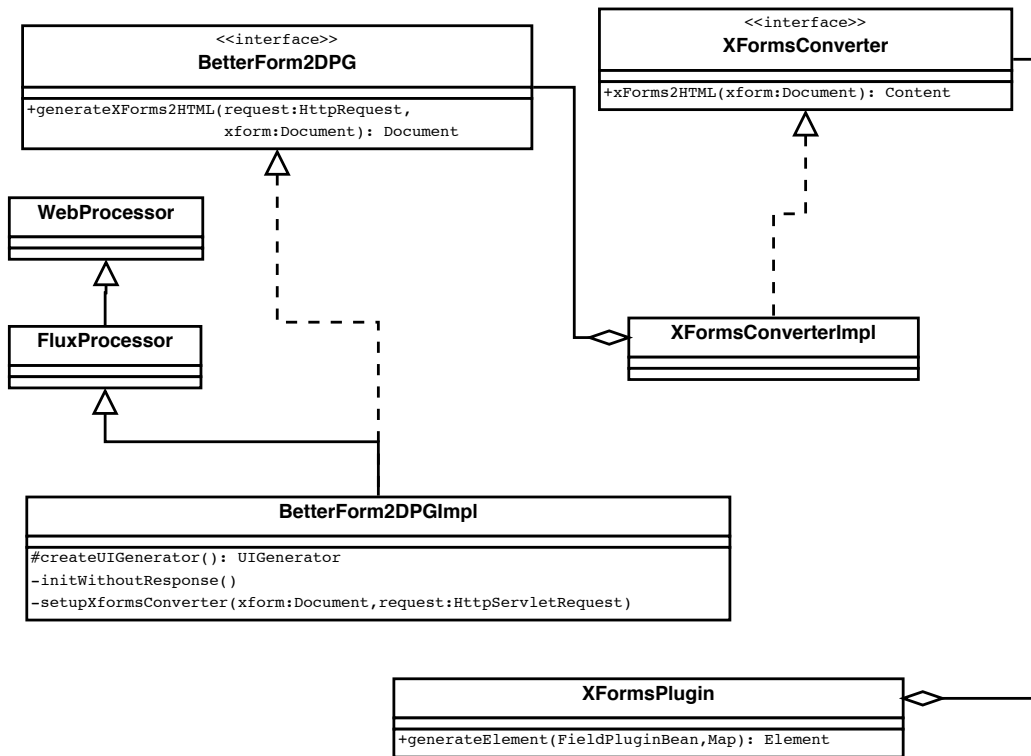 <<interface>>
BetterForm2DPG
+generateXForms2HTML(request:HttpRequest,
xform:Document): Document
<<interface>>
XFormsConverter
+xForms2HTML(xform:Document): Content
WebProcessor
FluxProcessor
XFormsConverterImpl
BetterForm2DPGImpl
#createUIGenerator(): UIGenerator
-initWithoutResponse()
-setupXformsConverter(xform:Document,request:HttpServletRequest)
XFormsPlugin
+generateElement(FieldPluginBean,Map): Element